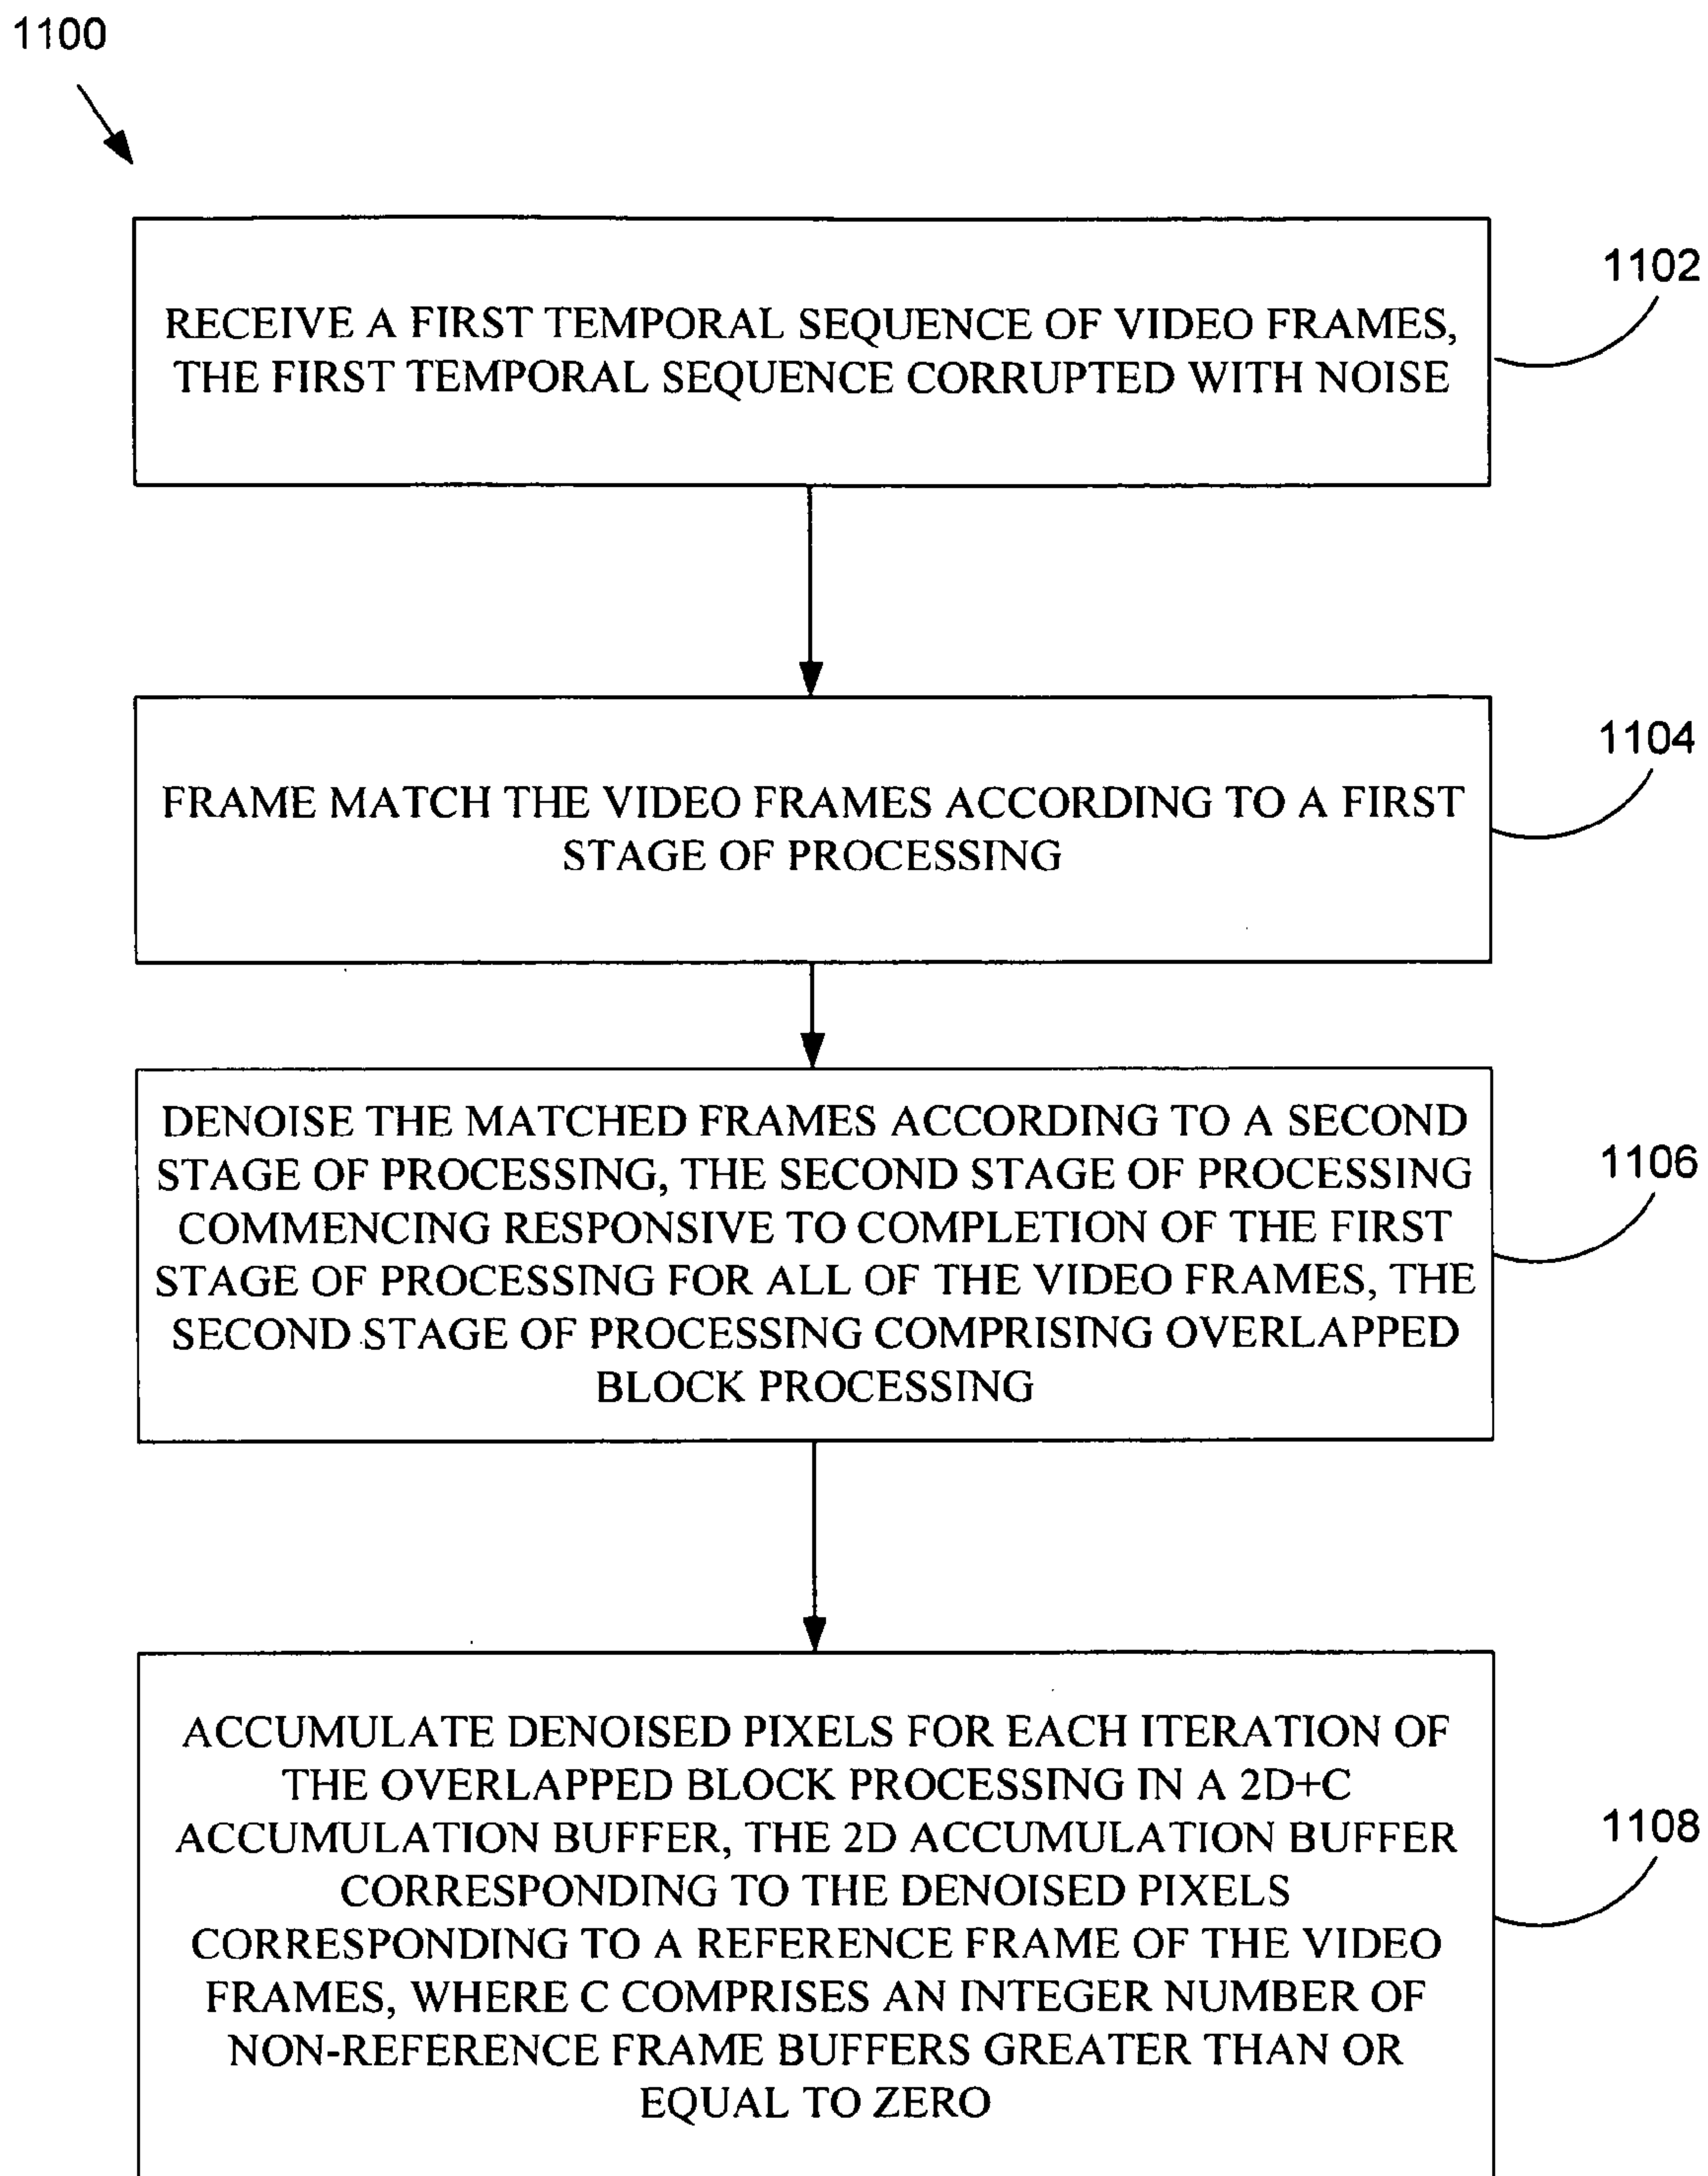 1100
RECEIVE A FIRST TEMPORAL SEQUENCE OF VIDEO FRAMES,
THE FIRST TEMPORAL SEQUENCE CORRUPTED WITH NOISE
1102
FRAME MATCH THE VIDEO FRAMES ACCORDING TO A FIRST
STAGE OF PROCESSING
1104
DENOISE THE MATCHED FRAMES ACCORDING TO A SECOND
STAGE OF PROCESSING, THE SECOND STAGE OF PROCESSING
COMMENCING RESPONSIVE TO COMPLETION OF THE FIRST
STAGE OF PROCESSING FOR ALL OF THE VIDEO FRAMES, THE
SECOND STAGE OF PROCESSING COMPRISING OVERLAPPED
BLOCK PROCESSING
1106
ACCUMULATE DENOISED PIXELS FOR EACH ITERATION OF
THE OVERLAPPED BLOCK PROCESSING IN A 2D+C
ACCUMULATION BUFFER, THE 2D ACCUMULATION BUFFER
CORRESPONDING TO THE DENOISED PIXELS
CORRESPONDING TO A REFERENCE FRAME OF THE VIDEO
FRAMES, WHERE C COMPRISES AN INTEGER NUMBER OF
NON-REFERENCE FRAME BUFFERS GREATER THAN OR
EQUAL TO ZERO
1108